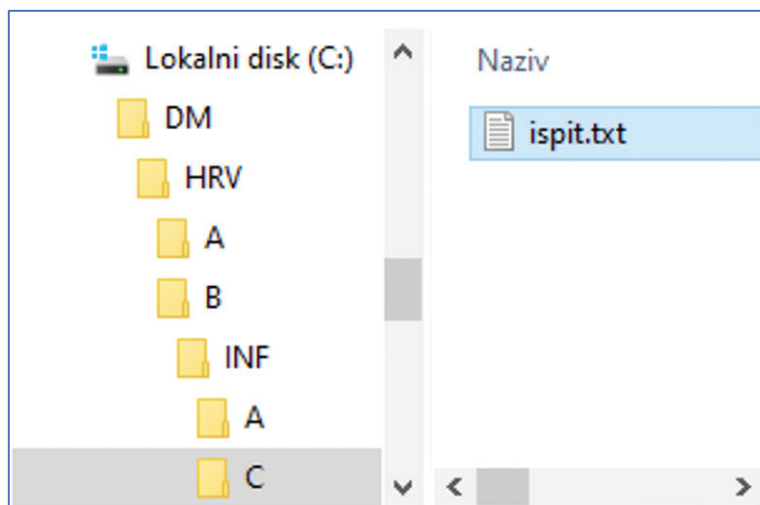 Lokalni disk (C:)
DM
HRV
A
B
INF
A
C
Naziv
ispit.txt